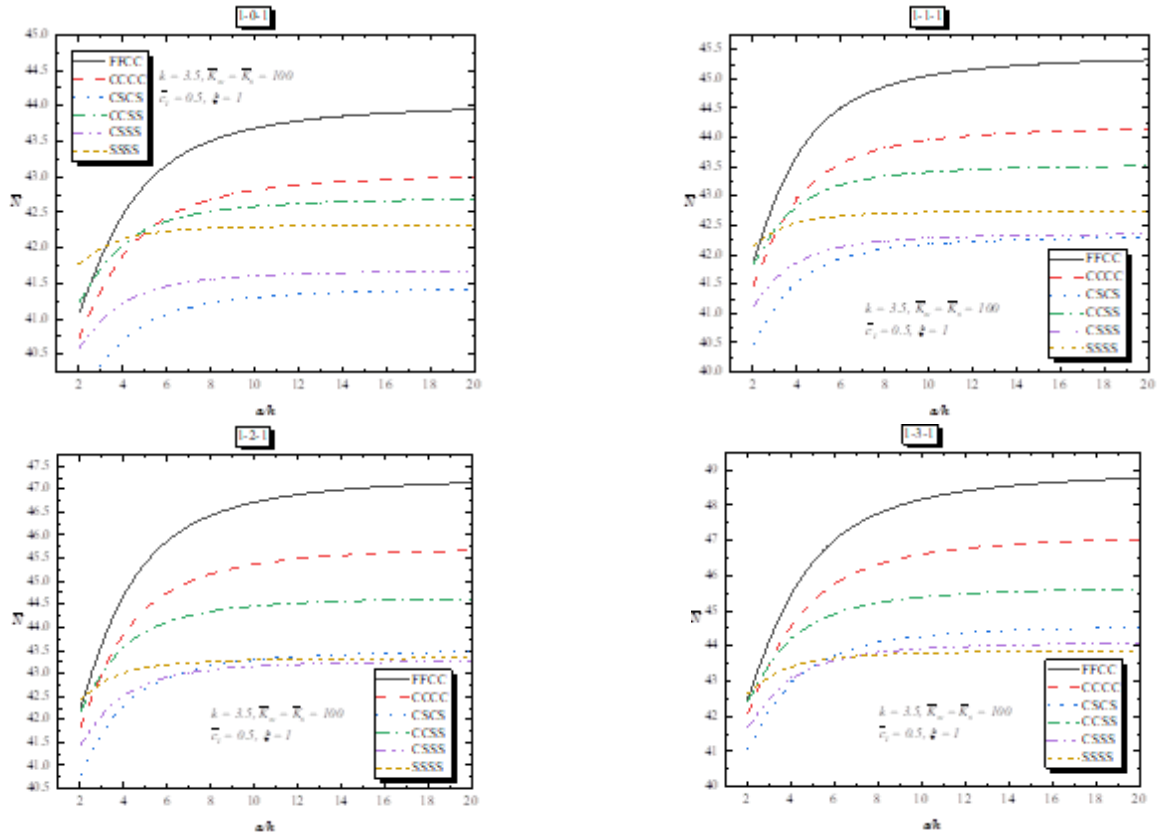 1-0-1
45.0
44.5
44.0
43.5
43.0
42.5
42.0
41.5
41.0
40.5
2 4 6 8 10 12 14 16 18 20
a/h
FFCC
CCCC
CSCS
CCSS
CSSS
SSSS
k = 3.5, = 100
= 0.5, = 1
1-1-1
45.5
45.0
44.5
44.0
43.5
43.0
42.5
42.0
41.5
41.0
40.5
40.0
2 4 6 8 10 12 14 16 18 20
a/h
FFCC
CCCC
CSCS
CCSS
CSSS
SSSS
k = 3.5, = 100
= 0.5, = 1
1-2-1
47.5
47.0
46.5
46.0
45.5
45.0
44.5
44.0
43.5
43.0
42.5
42.0
41.5
41.0
40.5
2 4 6 8 10 12 14 16 18 20
a/h
FFCC
CCCC
CSCS
CCSS
CSSS
SSSS
k = 3.5, = 100
= 0.5, = 1
1-3-1
49
48
47
46
45
44
43
42
41
40
2 4 6 8 10 12 14 16 18 20
a/h
FFCC
CCCC
CSCS
CCSS
CSSS
SSSS
k = 3.5, = 100
= 0.5, = 1